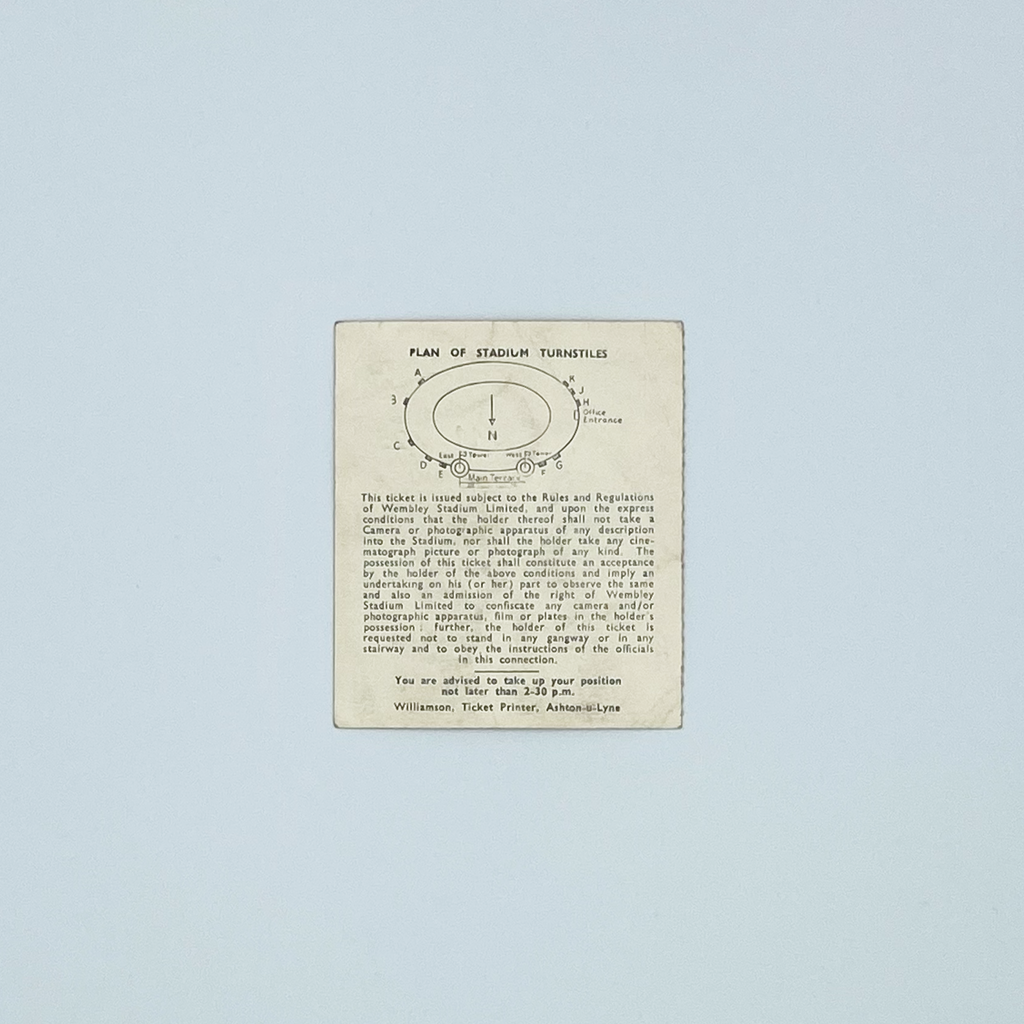 PLAN OF STADIUM TURNSTILES
A
B
C
D
E
F
G
H
J
K
Office
Entrance
N
East Tower
West Tower
Main Terrace
This ticket is issued subject to the Rules and Regulations
of Wembley Stadium Limited, and upon the express
conditions that the holder thereof shall not take a
Camera or photographic apparatus of any description
into the Stadium, nor shall the holder take any cine-
matograph picture or photograph of any kind. The
possession of this ticket shall constitute an acceptance
by the holder of the above conditions and imply an
undertaking on his (or her) part to observe the same
and also an admission of the right of Wembley
Stadium Limited to confiscate any camera and/or
photographic apparatus, film or plates in the holder's
possession ; further, the holder of this ticket is
requested not to stand in any gangway or in any
stairway and to obey the instructions of the officials
in this connection.
You are advised to take up your position
not later than 2-30 p.m.
Williamson, Ticket Printer, Ashton-u-Lyne